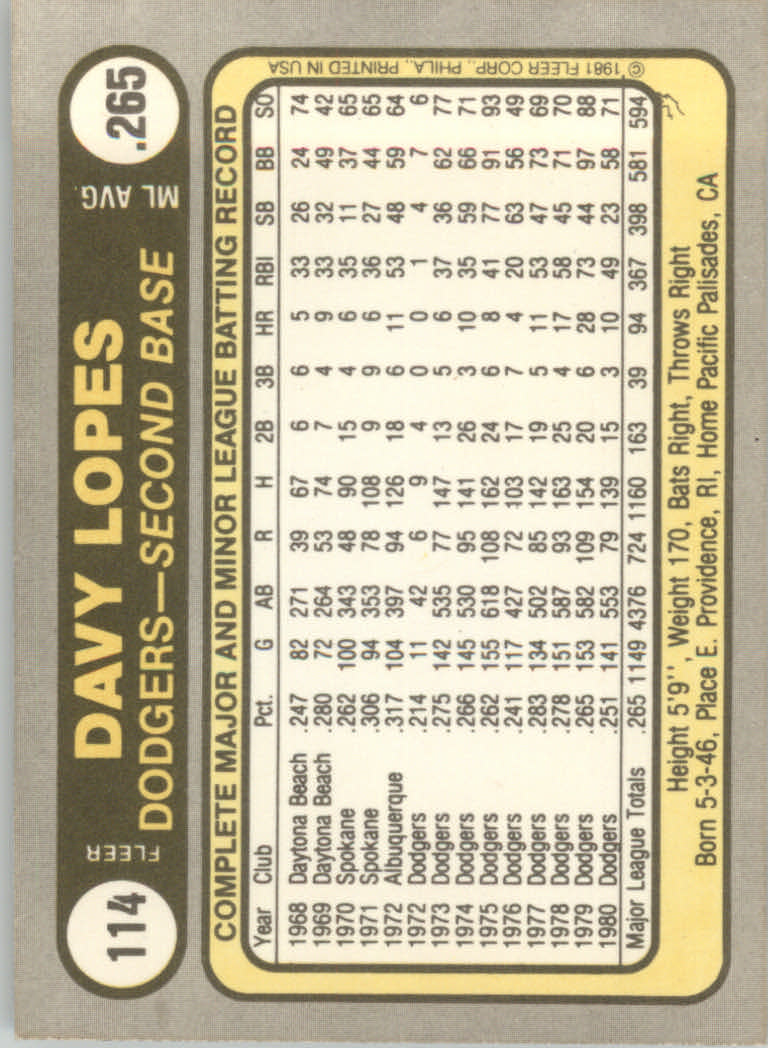 114
FLEER
DAVY LOPES
DODGERS—SECOND BASE
ML AVG.
.265
COMPLETE MAJOR AND MINOR LEAGUE BATTING RECORD
Year Club Pct. G AB R H 2B 3B HR RBI SB BB SO
1968 Daytona Beach .247 82 271 39 67 6 6 5 33 26 24 74
1969 Daytona Beach .280 72 264 53 74 7 4 9 33 32 49 42
1970 Spokane .262 100 343 48 90 15 4 6 35 11 37 65
1971 Spokane .306 94 353 78 108 9 9 6 36 27 44 65
1972 Albuquerque .317 104 397 94 126 18 6 11 53 48 59 64
1972 Dodgers .214 11 42 6 9 4 0 0 1 4 7 6
1973 Dodgers .275 142 535 77 147 13 5 6 37 36 62 77
1974 Dodgers .266 145 530 95 141 26 3 10 35 59 66 71
1975 Dodgers .262 155 618 108 162 24 6 8 41 77 91 93
1976 Dodgers .241 117 427 72 103 17 7 4 20 63 56 49
1977 Dodgers .283 134 502 85 142 19 5 11 53 47 73 69
1978 Dodgers .278 151 587 93 163 25 4 17 58 45 71 70
1979 Dodgers .265 153 582 109 154 20 6 28 73 44 97 88
1980 Dodgers .251 141 553 79 139 15 3 10 49 23 58 71
Major League Totals .265 1149 4376 724 1160 163 39 94 367 398 581 594
Height 5'9'', Weight 170, Bats Right, Throws Right
Born 5-3-46, Place E. Providence, RI, Home Pacific Palisades, CA
© 1981 FLEER CORP., PHILA., PRINTED IN USA